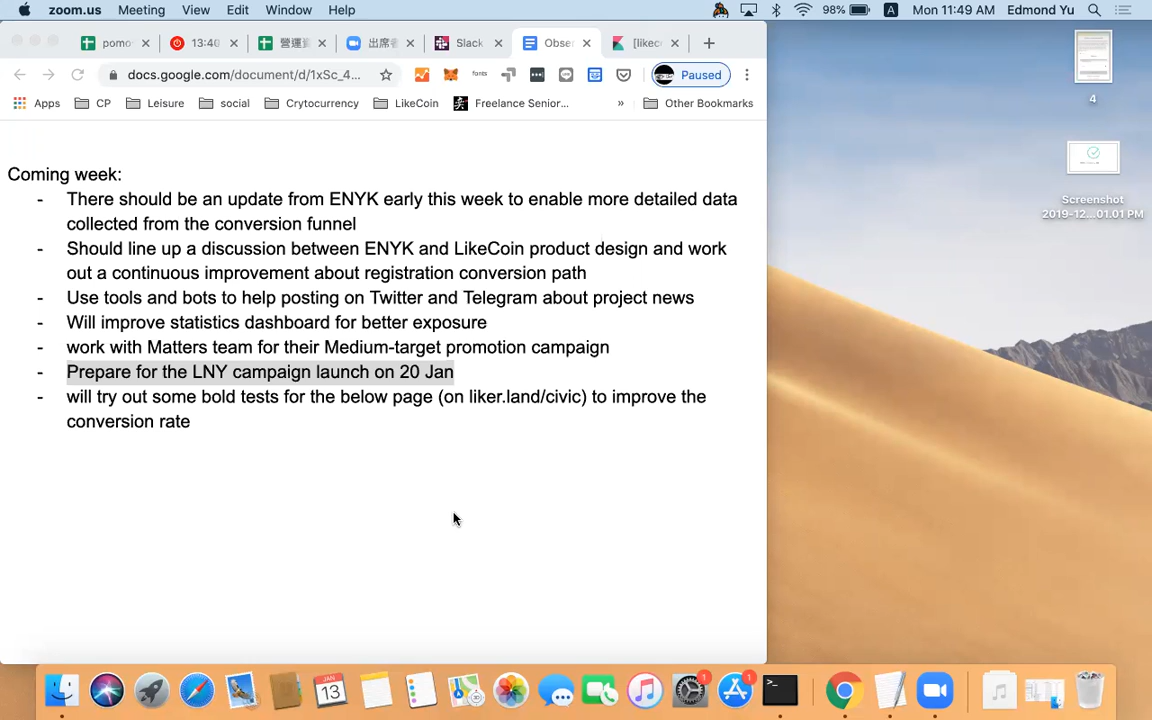 zoom.us Meeting View Edit Window Help 98% A Mon 11:49 AM Edmond Yu
pomo 13:40 營運資 出席者 Slack Obse [likec
docs.google.com/document/d/1xSc_4... fonts Paused
Apps CP Leisure social Crytocurrency LikeCoin Freelance Senior... » Other Bookmarks
4
Screenshot
2019-12...01.01 PM
Coming week:
- There should be an update from ENYK early this week to enable more detailed data
collected from the conversion funnel
- Should line up a discussion between ENYK and LikeCoin product design and work
out a continuous improvement about registration conversion path
- Use tools and bots to help posting on Twitter and Telegram about project news
- Will improve statistics dashboard for better exposure
- work with Matters team for their Medium-target promotion campaign
- Prepare for the LNY campaign launch on 20 Jan
- will try out some bold tests for the below page (on liker.land/civic) to improve the
conversion rate
JAN
13
1
1